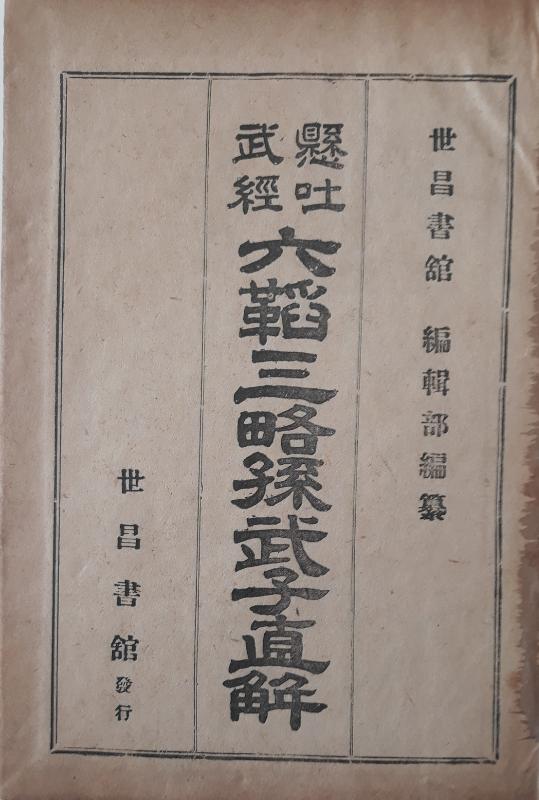 世昌書館 編輯部編纂
懸吐
武經
六韜三略孫武子直解
世昌書館發行